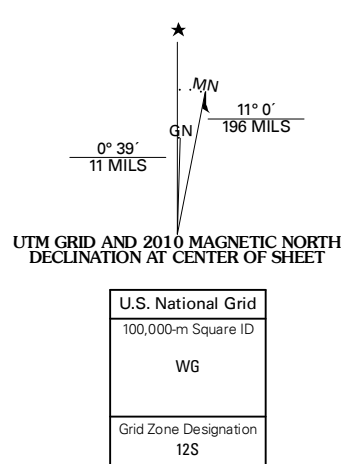 ★
MN
GN
11° 0´
196 MILS
0° 39´
11 MILS
UTM GRID AND 2010 MAGNETIC NORTH
DECLINATION AT CENTER OF SHEET
U.S. National Grid
100,000-m Square ID
WG
Grid Zone Designation
12S